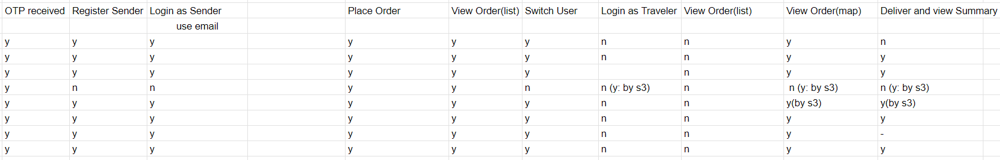 OTP received Register Sender Login as Sender Place Order View Order(list) Switch User Login as Traveler View Order(list) View Order(map) Deliver and view Summary
use email
y y y y y y n n y n
y y y y y y n n y y
y y y y y y n y y
y n n y y n n (y: by s3) n n (y: by s3) n (y: by s3)
y y y y y y n n y(by s3) y(by s3)
y y y y y y n n y y
y y y y y y n n y -
y y y y y y n n y y